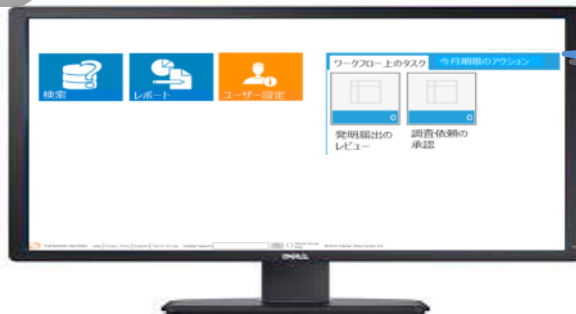 検索
レポート
ユーザー設定
ワークフロー上のタスク
今月期限のアクション
0
0
発明届出の
レビュー
調査依頼の
承認
THOMSON REUTERS
DELL